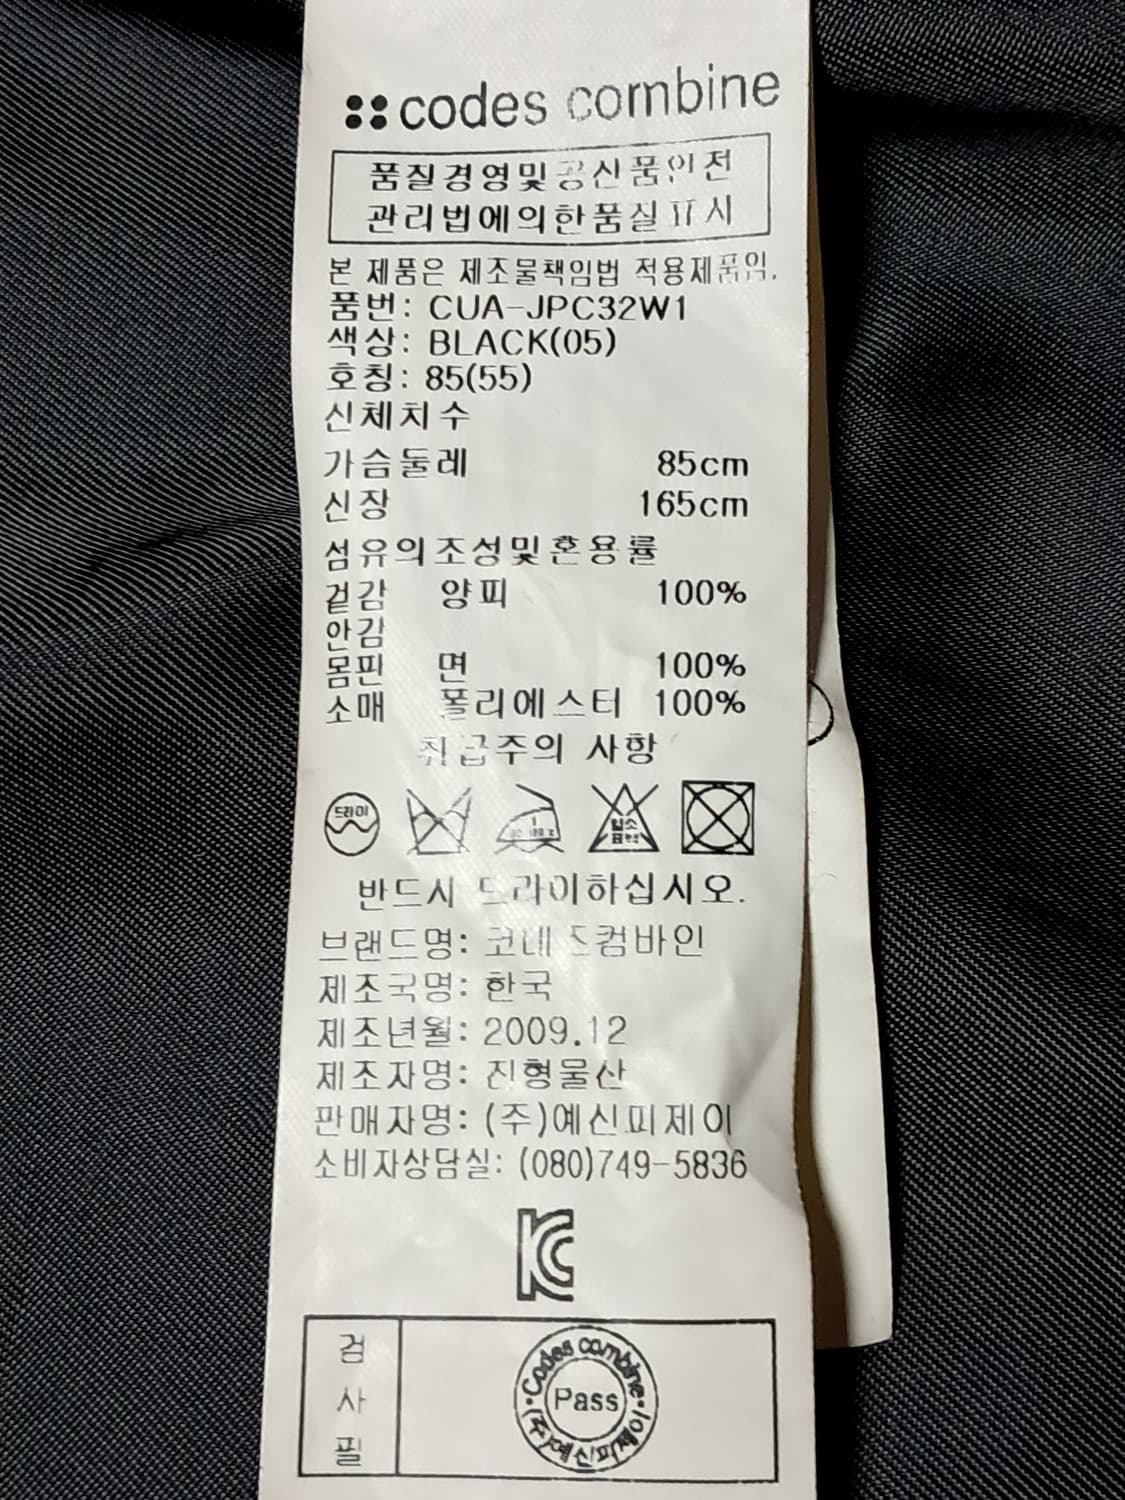 codes combine
품질경영및공산품안전
관리법에의한품질표시
본 제품은 제조물책임법 적용제품임.
품번: CUA-JPC32W1
색상: BLACK(05)
호칭: 85(55)
신체치수
가슴둘레 85cm
신장 165cm
섬유의조성및혼용률
겉감 양피 100%
안감
몸판 면 100%
소매 폴리에스터 100%
취급주의 사항
드라이
반드시 드라이하십시오.
브랜드명: 코데즈컴바인
제조국명: 한국
제조년월: 2009.12
제조자명: 진형물산
판매자명: (주)예신피제이
소비자상담실: (080)749-5836
KC
검사필
Codes combine
Pass
(주)예신피제이